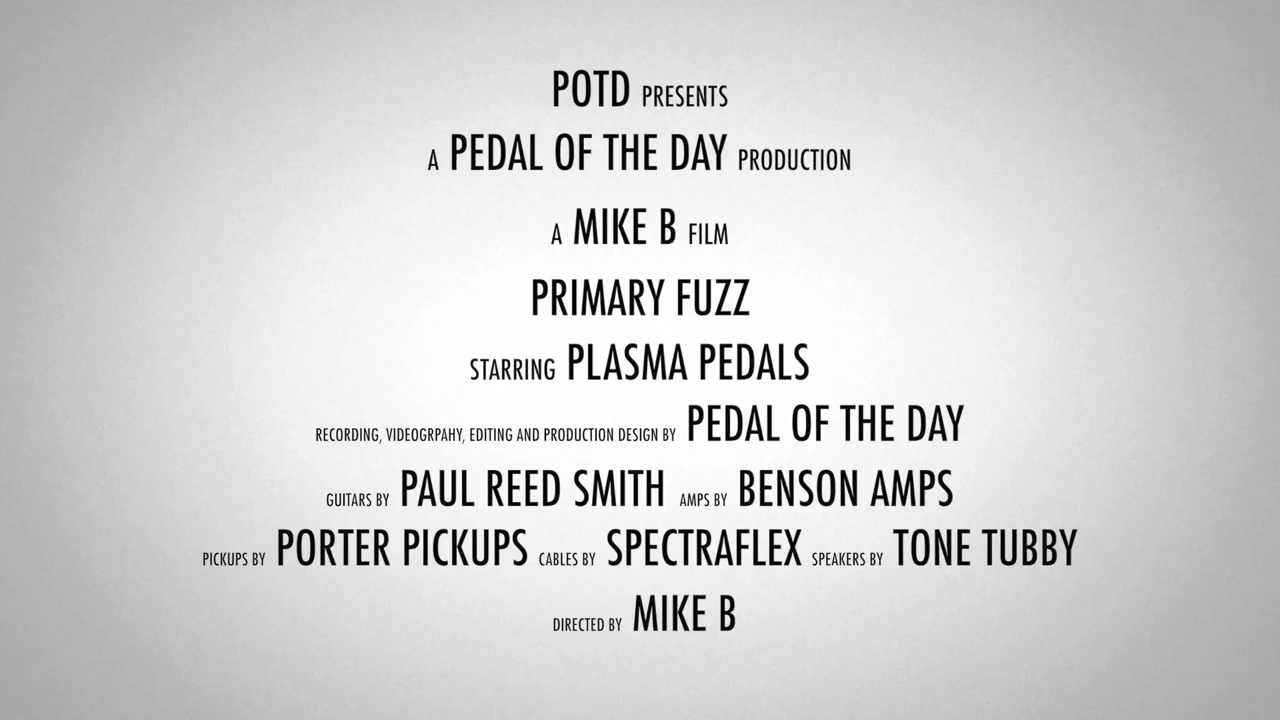 POTD PRESENTS
A PEDAL OF THE DAY PRODUCTION
A MIKE B FILM
PRIMARY FUZZ
STARRING PLASMA PEDALS
RECORDING, VIDEOGRPAHY, EDITING AND PRODUCTION DESIGN BY PEDAL OF THE DAY
GUITARS BY PAUL REED SMITH AMPS BY BENSON AMPS
PICKUPS BY PORTER PICKUPS CABLES BY SPECTRAFLEX SPEAKERS BY TONE TUBBY
DIRECTED BY MIKE B